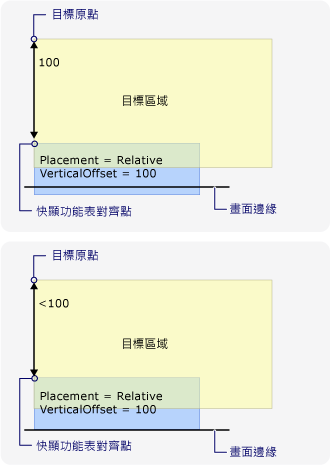 目標原點
100
目標區域
Placement = Relative
VerticalOffset = 100
快顯功能表對齊點
畫面邊緣
目標原點
<100
目標區域
Placement = Relative
VerticalOffset = 100
快顯功能表對齊點
畫面邊緣